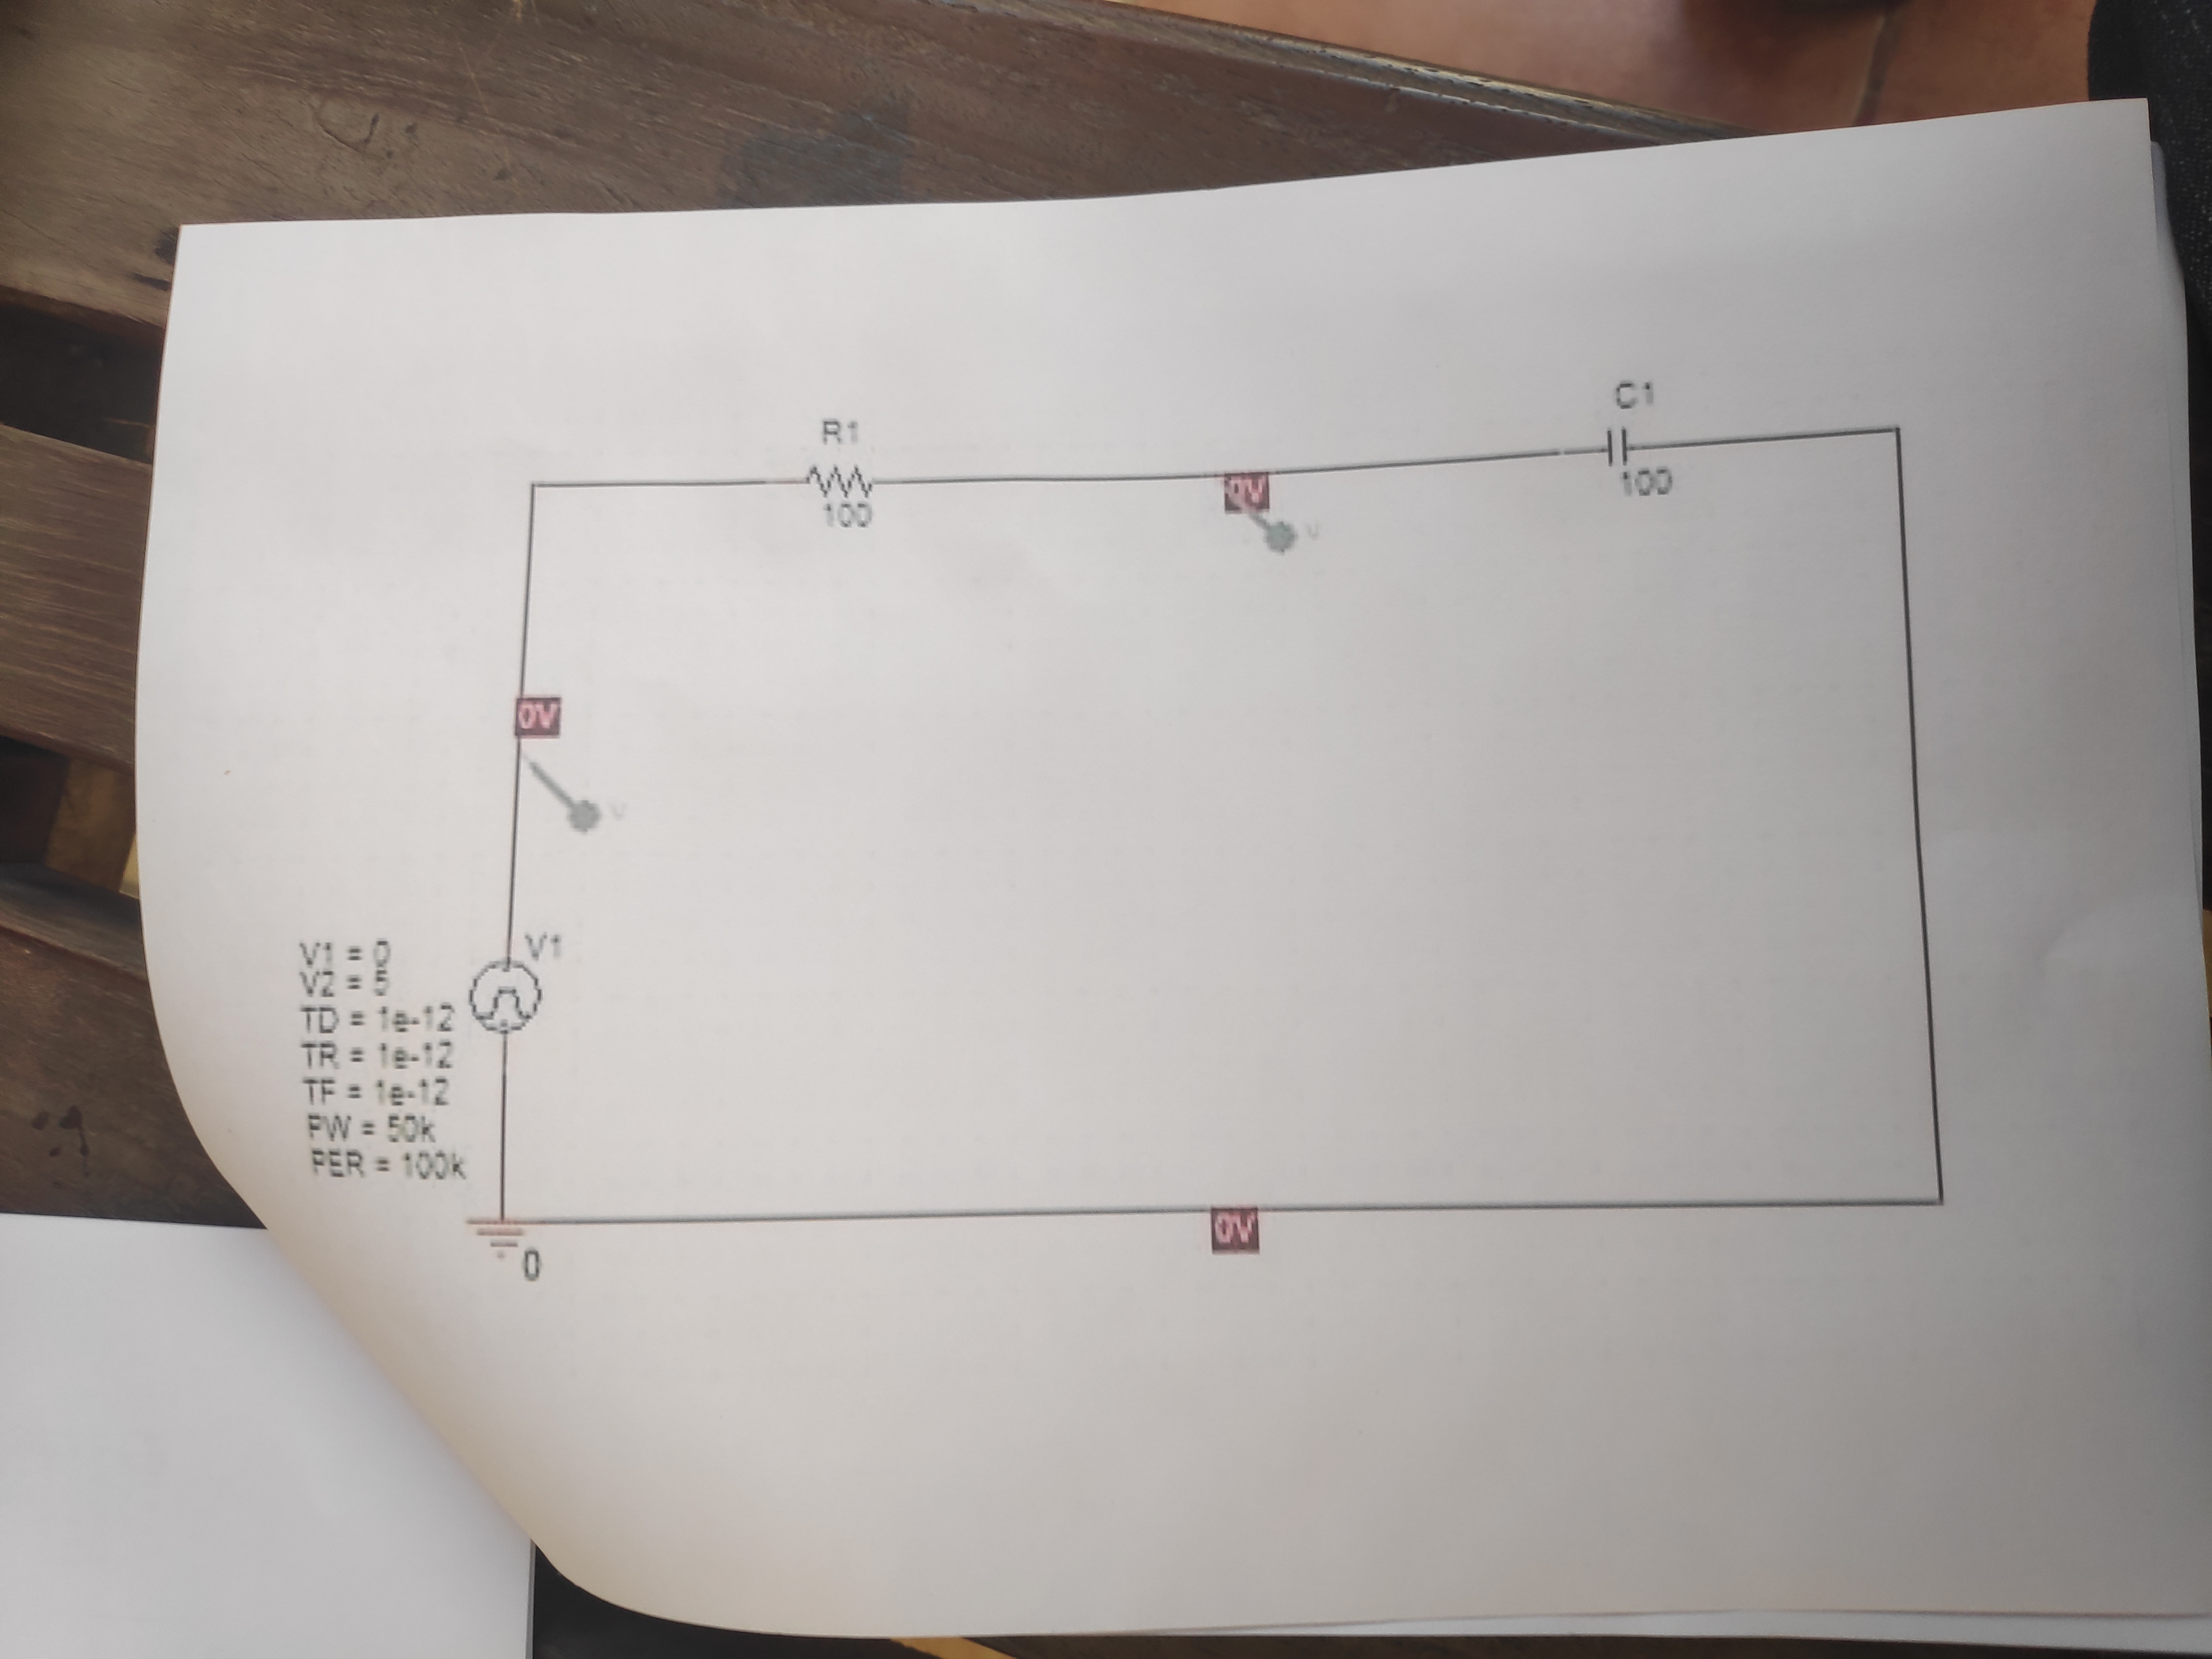 R1
100
C1
100
0V
0V
V1
V1 = 0
V2 = 5
TD = 1e-12
TR = 1e-12
TF = 1e-12
PW = 50k
PER = 100k
0V
0